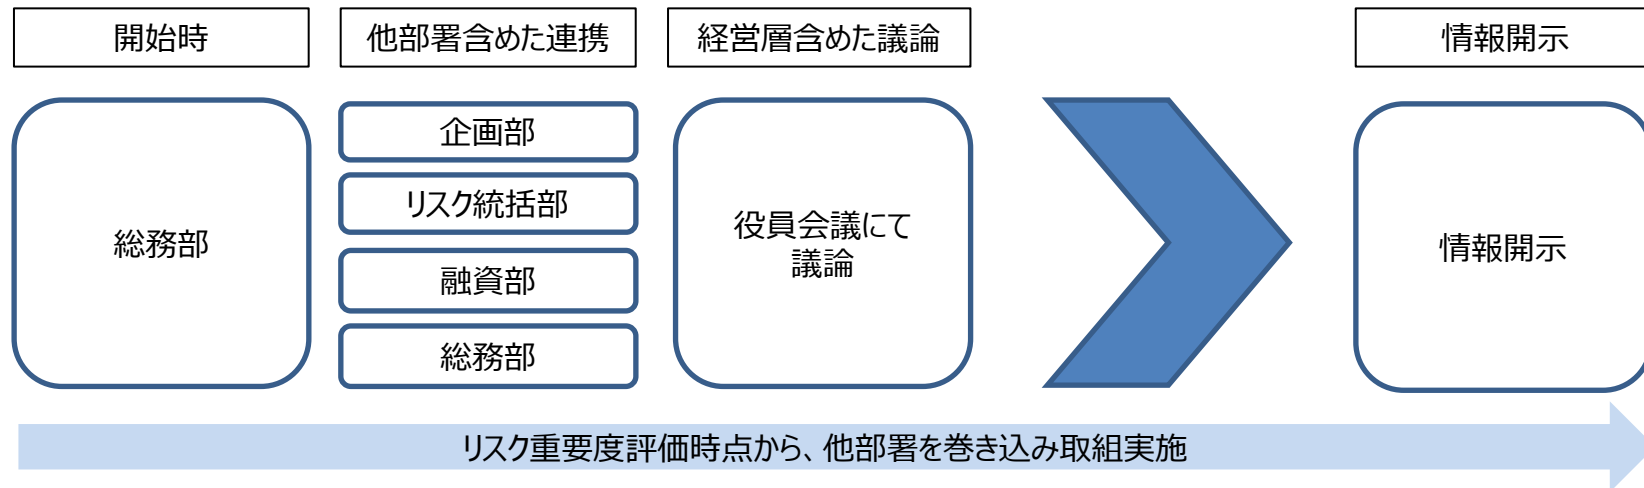 開始時
他部署含めた連携
経営層含めた議論
情報開示
総務部
企画部
リスク統括部
融資部
総務部
役員会議にて
議論
情報開示
リスク重要度評価時点から、他部署を巻き込み取組実施